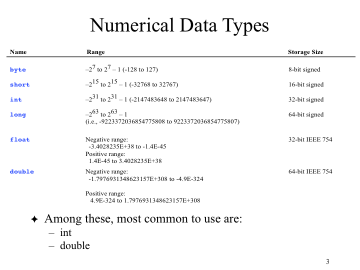 Numerical Data Types
Name Range Storage Size
byte –2^7 to 2^7 – 1 (-128 to 127) 8-bit signed
short –2^15 to 2^15 – 1 (-32768 to 32767) 16-bit signed
int –2^31 to 2^31 – 1 (-2147483648 to 2147483647) 32-bit signed
long –2^63 to 2^63 – 1 64-bit signed
(i.e., -9223372036854775808 to 9223372036854775807)
float Negative range: 32-bit IEEE 754
-3.4028235E+38 to -1.4E-45
Positive range:
1.4E-45 to 3.4028235E+38
double Negative range: 64-bit IEEE 754
-1.7976931348623157E+308 to -4.9E-324
Positive range:
4.9E-324 to 1.7976931348623157E+308
✦ Among these, most common to use are:
– int
– double
3